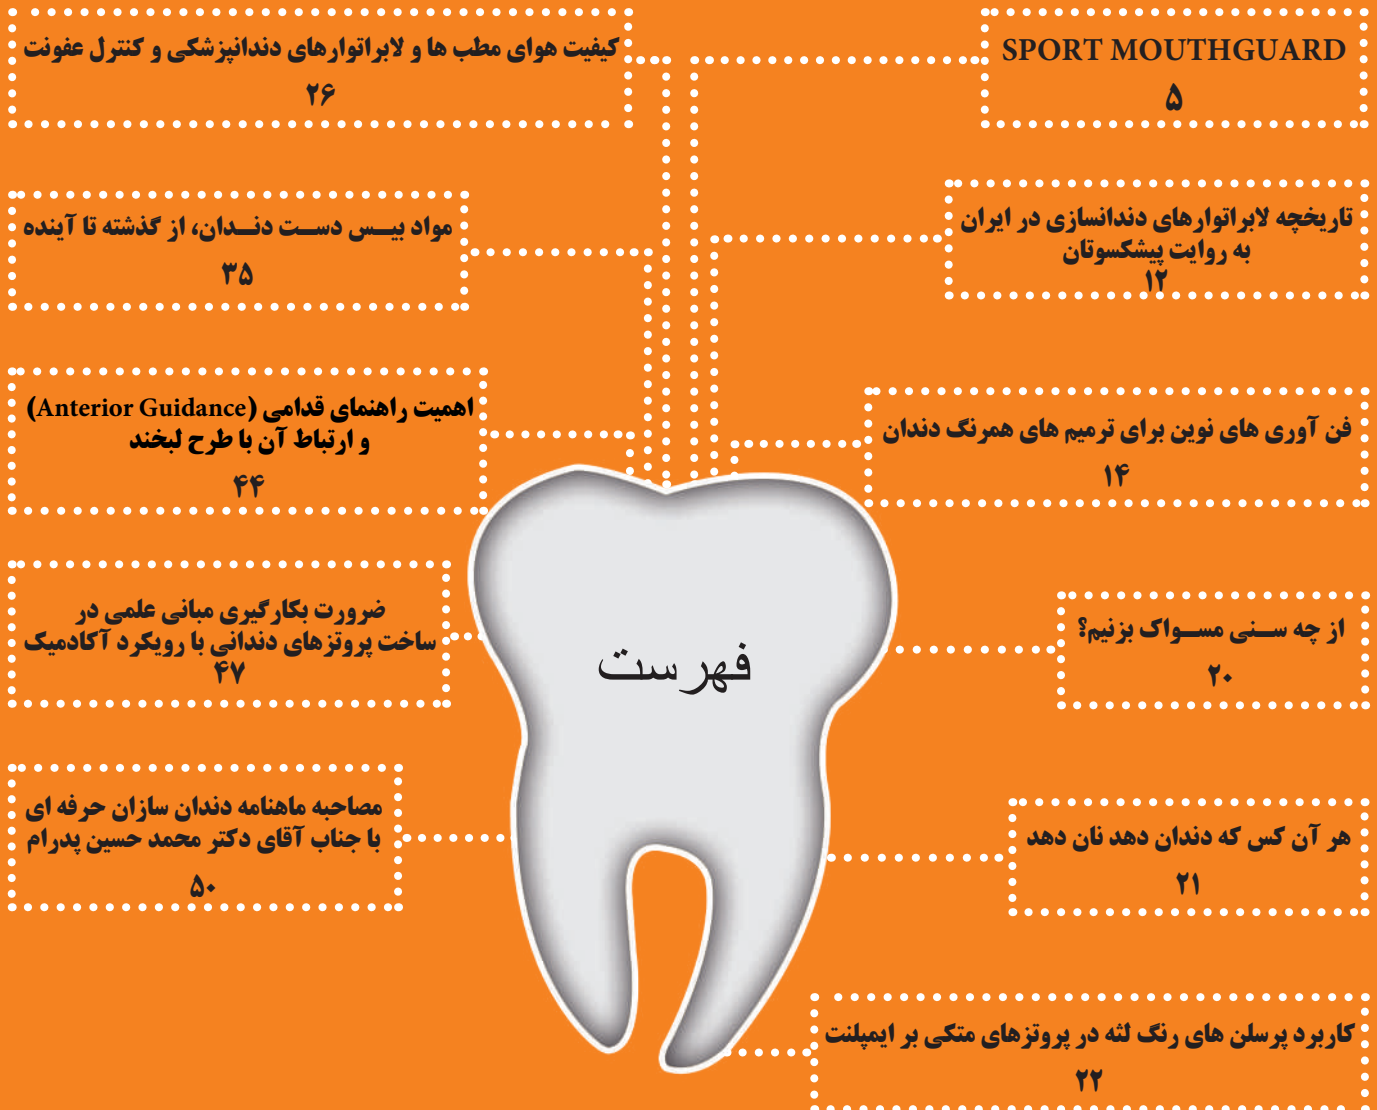 SPORT MOUTHGUARD
۵
تاریخچه لابراتوارهای دندانسازی در ایران
به روایت پیشکسوتان
۱۲
فن آوری های نوین برای ترمیم های همرنگ دندان
۱۴
از چه سنی مسواک بزنیم؟
۲۰
هر آن کس که دندان دهد نان دهد
۲۱
کاربرد پرسلن های رنگ لثه در پروتزهای متکی بر ایمپلنت
۲۲
کیفیت هوای مطب ها و لابراتوارهای دندانپزشکی و کنترل عفونت
۲۶
مواد بیس دست دندان، از گذشته تا آینده
۳۵
اهمیت راهنمای قدامی (Anterior Guidance)
و ارتباط آن با طرح لبخند
۴۴
ضرورت بکارگیری مبانی علمی در
ساخت پروتزهای دندانی با رویکرد آکادمیک
۴۷
مصاحبه ماهنامه دندان سازان حرفه ای
با جناب آقای دکتر محمد حسین پدرام
۵۰
فهرست